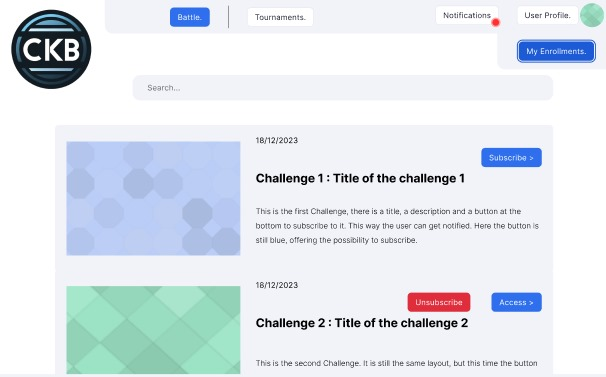 CKB
Battle.
Tournaments.
Notifications
User Profile.
My Enrollments.
Search...
18/12/2023
Subscribe >
Challenge 1 : Title of the challenge 1
This is the first Challenge, there is a title, a description and a button at the
bottom to subscribe to it. This way the user can get notified. Here the button is
still blue, offering the possibility to subscribe.
18/12/2023
Unsubscribe
Access >
Challenge 2 : Title of the challenge 2
This is the second Challenge. It is still the same layout, but this time the button